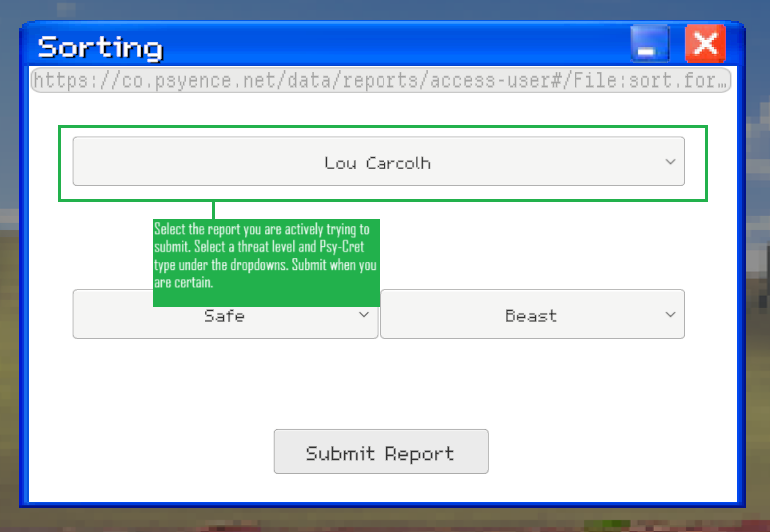 Sorting
https://co.psyence.net/data/reports/access-user#/File:sort.for…
Lou Carcolh
Select the report you are actively trying to
submit. Select a threat level and Psy-Cret
type under the dropdowns. Submit when you
are certain.
Safe
Beast
Submit Report